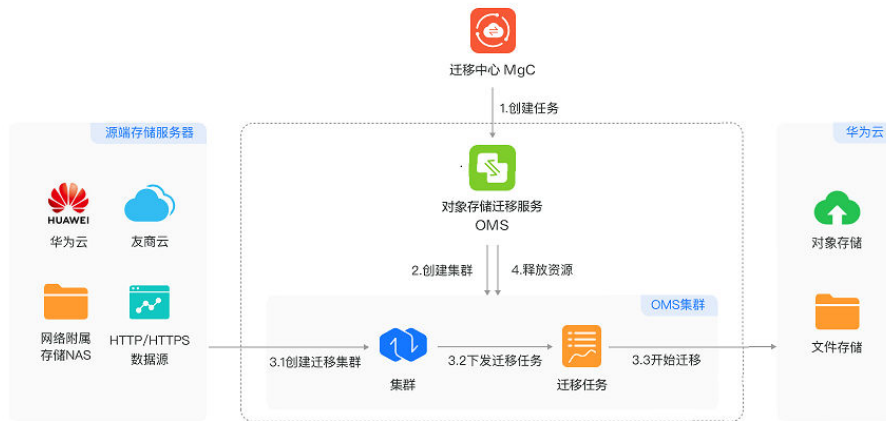 迁移中心 MgC
1.创建任务
源端存储服务器
华为云
HUAWEI
华为云
友商云
对象存储迁移服务
OMS
对象存储
2.创建集群
4.释放资源
OMS集群
网络附属
存储NAS
HTTP/HTTPS
数据源
3.1创建迁移集群
集群
3.2下发迁移任务
迁移任务
3.3开始迁移
文件存储